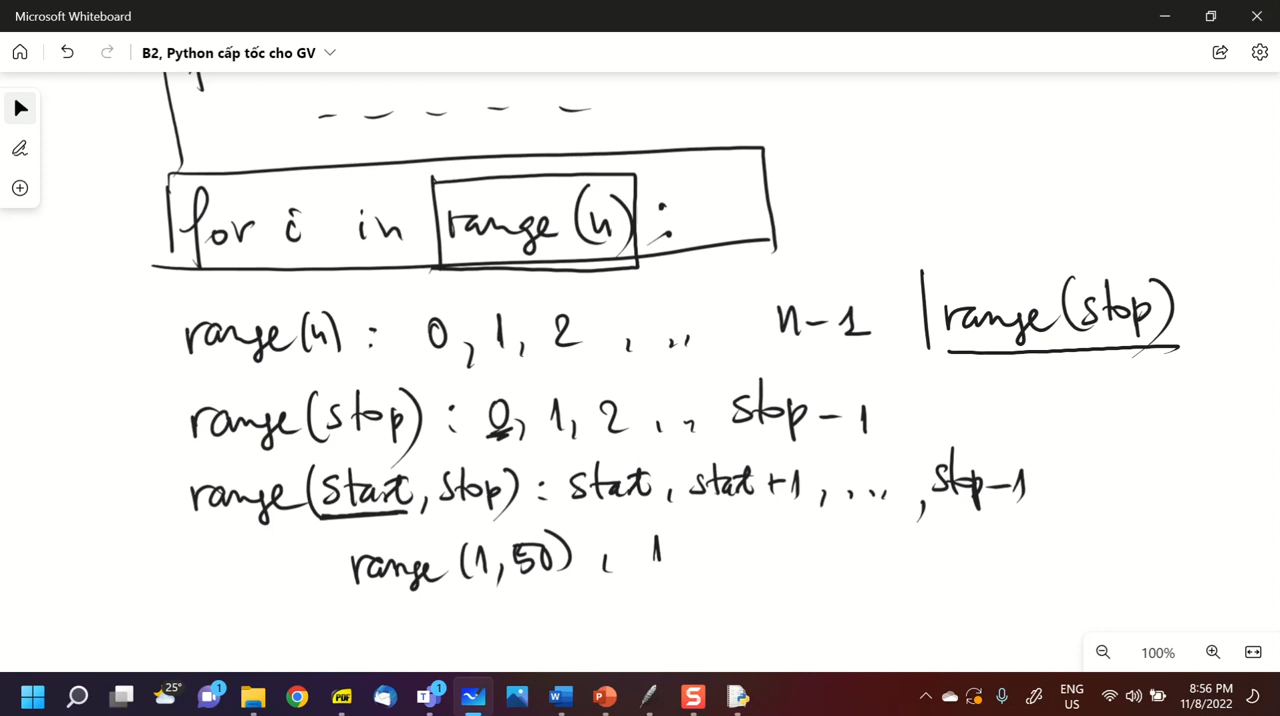 Microsoft Whiteboard
B2, Python cấp tốc cho GV
for i in range(n) :
range(n) : 0, 1, 2, ... n-1
range(stop)
range(stop) : 0, 1, 2 ... stop-1
range(start, stop) : start, start+1, ..., stop-1
range(1, 50), 1
100%
25°
1
1
ENG
US
8:56 PM
11/8/2022